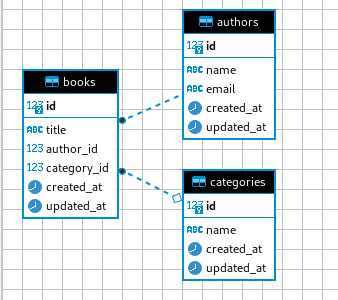 books
123 id
ABC title
123 author_id
123 category_id
created_at
updated_at
authors
123 id
ABC name
ABC email
created_at
updated_at
categories
123 id
ABC name
created_at
updated_at